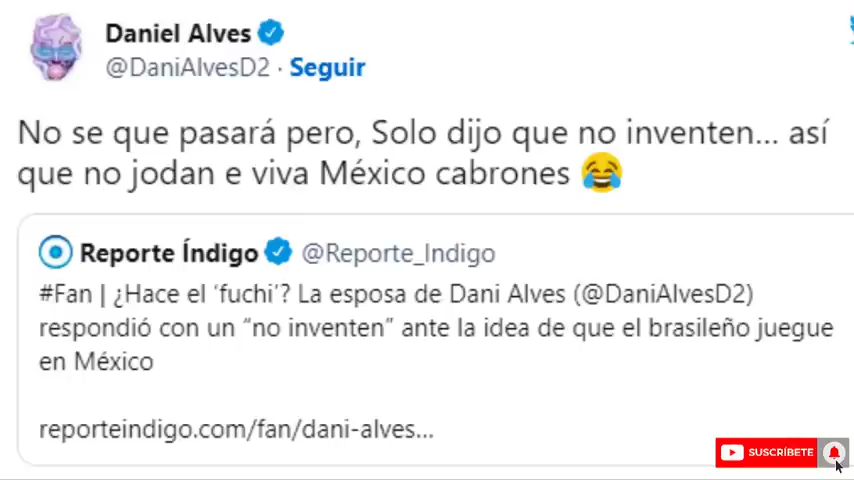 Daniel Alves
@DaniAlvesD2 · Seguir
No se que pasará pero, Solo dijo que no inventen... así
que no jodan e viva México cabrones 😂
Reporte Índigo @Reporte_Indigo
#Fan | ¿Hace el ‘fuchi’? La esposa de Dani Alves (@DaniAlvesD2)
respondió con un “no inventen” ante la idea de que el brasileño juegue
en México
reporteindigo.com/fan/dani-alves...
SUSCRÍBETE